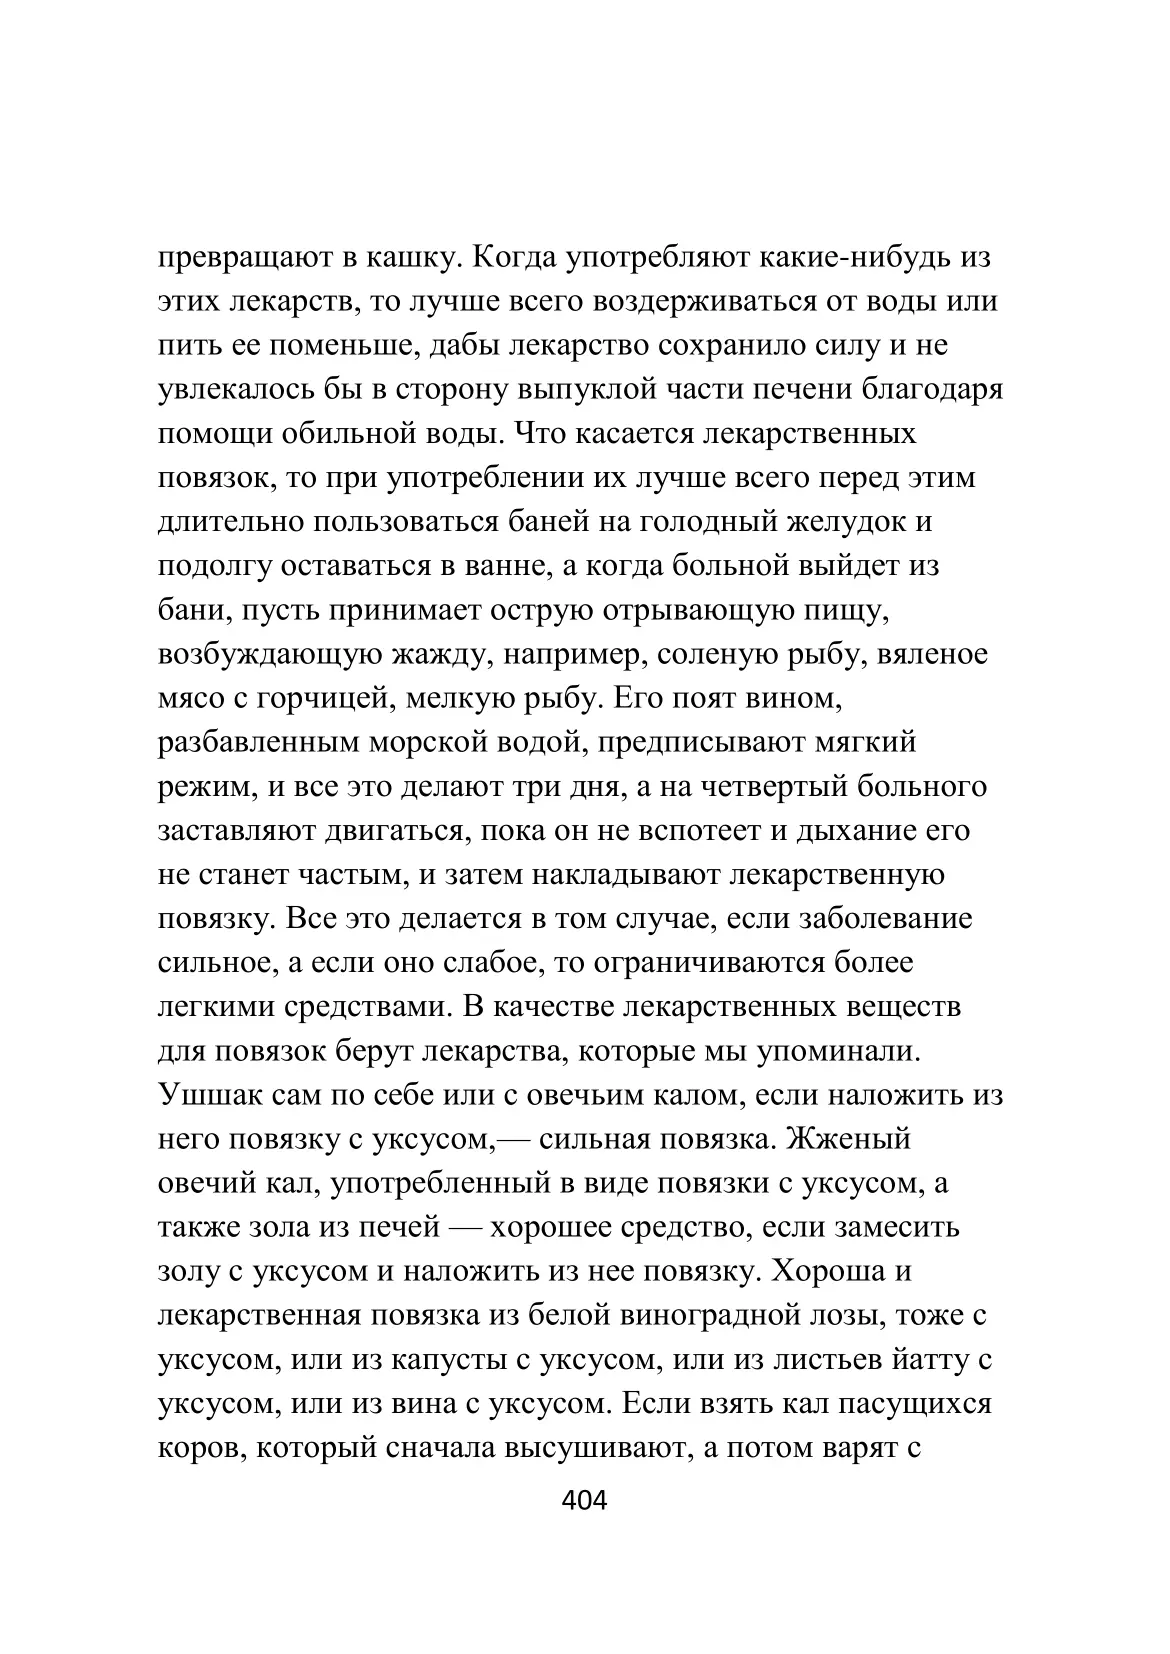 превращают в кашку. Когда употребляют какие-нибудь из
этих лекарств, то лучше всего воздерживаться от воды или
пить ее поменьше, дабы лекарство сохранило силу и не
увлекалось бы в сторону выпуклой части печени благодаря
помощи обильной воды. Что касается лекарственных
повязок, то при употреблении их лучше всего перед этим
длительно пользоваться баней на голодный желудок и
подолгу оставаться в ванне, а когда больной выйдет из
бани, пусть принимает острую отрывающую пищу,
возбуждающую жажду, например, соленую рыбу, вяленое
мясо с горчицей, мелкую рыбу. Его поят вином,
разбавленным морской водой, предписывают мягкий
режим, и все это делают три дня, а на четвертый больного
заставляют двигаться, пока он не вспотеет и дыхание его
не станет частым, и затем накладывают лекарственную
повязку. Все это делается в том случае, если заболевание
сильное, а если оно слабое, то ограничиваются более
легкими средствами. В качестве лекарственных веществ
для повязок берут лекарства, которые мы упоминали.
Ушшак сам по себе или с овечьим калом, если наложить из
него повязку с уксусом,— сильная повязка. Жженый
овечий кал, употребленный в виде повязки с уксусом, а
также зола из печей — хорошее средство, если замесить
золу с уксусом и наложить из нее повязку. Хороша и
лекарственная повязка из белой виноградной лозы, тоже с
уксусом, или из капусты с уксусом, или из листьев йатту с
уксусом, или из вина с уксусом. Если взять кал пасущихся
коров, который сначала высушивают, а потом варят с
404